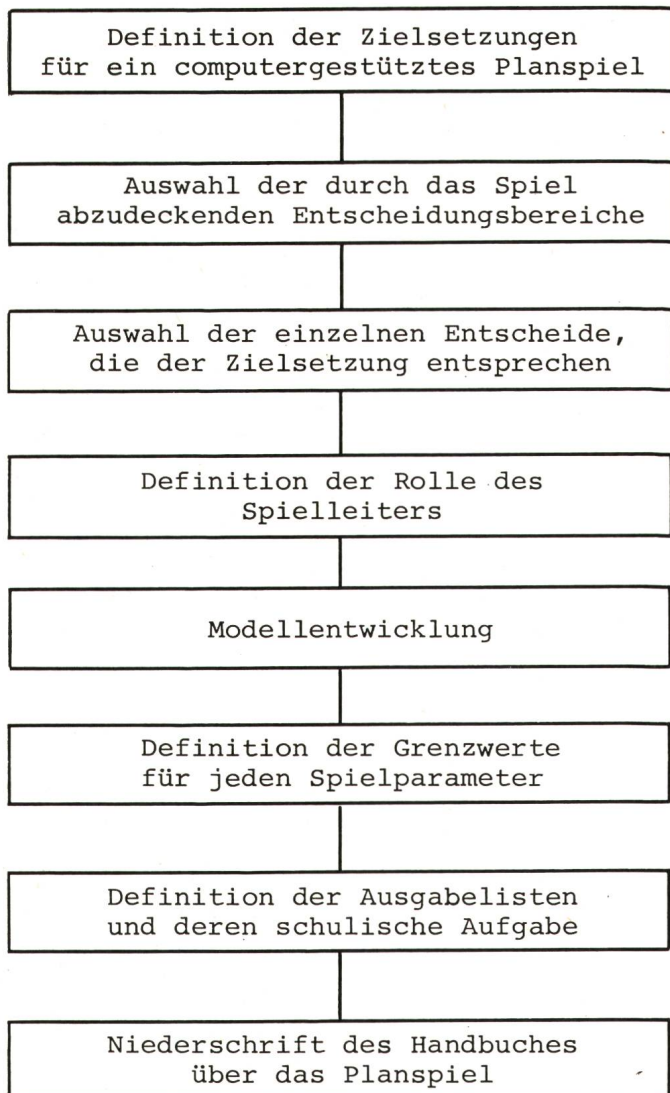 Definition der Zielsetzungen
für ein computergestütztes Planspiel
Auswahl der durch das Spiel
abzudeckenden Entscheidungsbereiche
Auswahl der einzelnen Entscheide,
die der Zielsetzung entsprechen
Definition der Rolle des
Spielleiters
Modellentwicklung
Definition der Grenzwerte
für jeden Spielparameter
Definition der Ausgabelisten
und deren schulische Aufgabe
Niederschrift des Handbuches
über das Planspiel